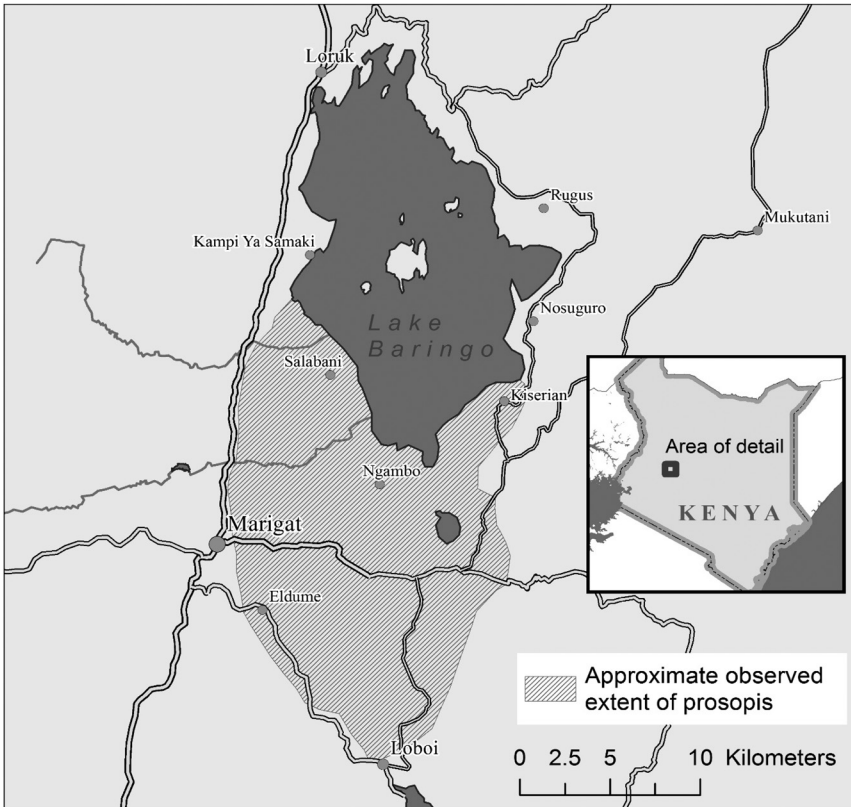 Loruk
Rugus
Mukutani
Kampi Ya Samaki
Nosuguro
Lake
Baringo
Salabani
Kiserian
Area of detail
KENYA
Ngambo
Marigat
Eldume
Approximate observed
extent of prosopis
Loboi
0 2.5 5 10 Kilometers